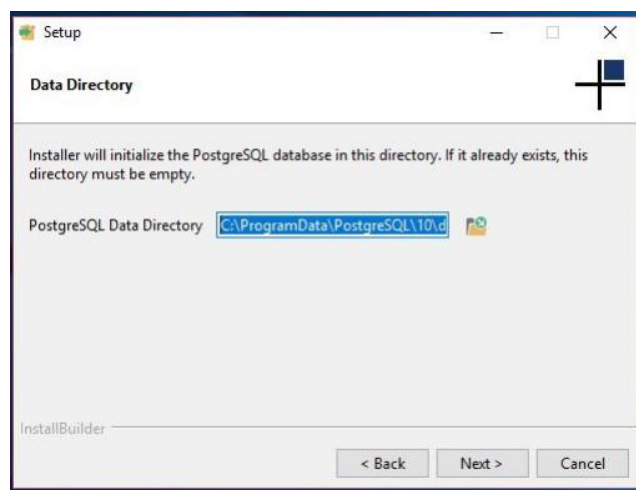 Setup
Data Directory
Installer will initialize the PostgreSQL database in this directory. If it already exists, this
directory must be empty.
PostgreSQL Data Directory C:\ProgramData\PostgreSQL\10\d
InstallBuilder
< Back Next > Cancel